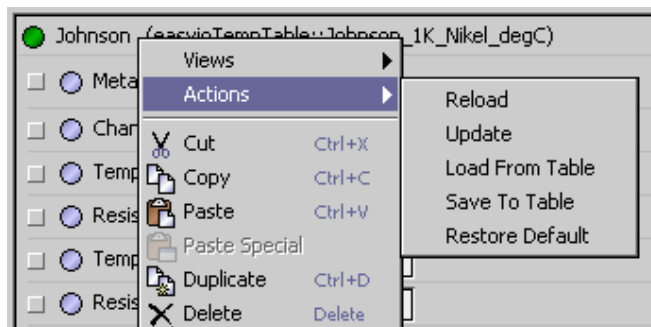 Johnson (easyioTempTable::Johnson_1K_Nikel_degC)
Views
Meta
Actions
Reload
Char
Cut Ctrl+X
Update
Temp
Copy Ctrl+C
Load From Table
Resis
Paste Ctrl+V
Save To Table
Paste Special
Restore Default
Temp
Duplicate Ctrl+D
Resis
Delete Delete